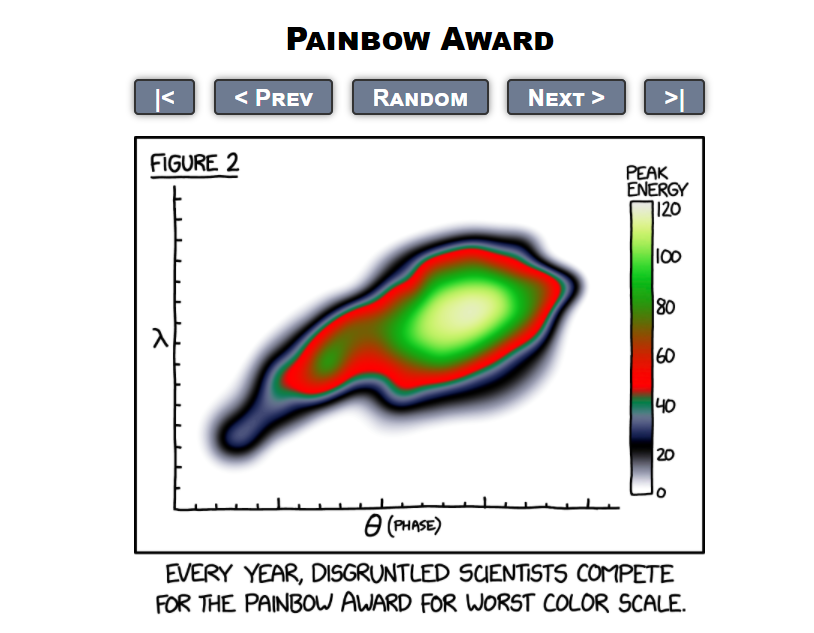 Painbow Award
|<
< Prev
Random
Next >
>|
FIGURE 2
PEAK
ENERGY
120
100
80
60
40
20
0
λ
θ (PHASE)
EVERY YEAR, DISGRUNTLED SCIENTISTS COMPETE
FOR THE PAINBOW AWARD FOR WORST COLOR SCALE.